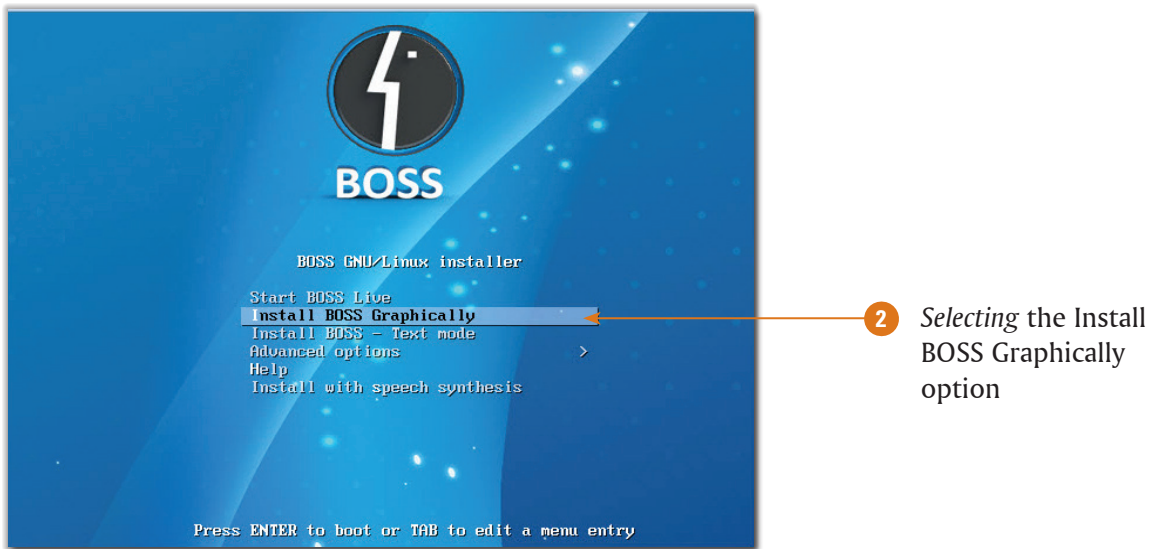 BOSS
BOSS GNU/Linux installer
Start BOSS Live
Install BOSS Graphically
Install BOSS - Text mode
Advanced options >
Help
Install with speech synthesis
Press ENTER to boot or TAB to edit a menu entry
2 Selecting the Install
BOSS Graphically
option